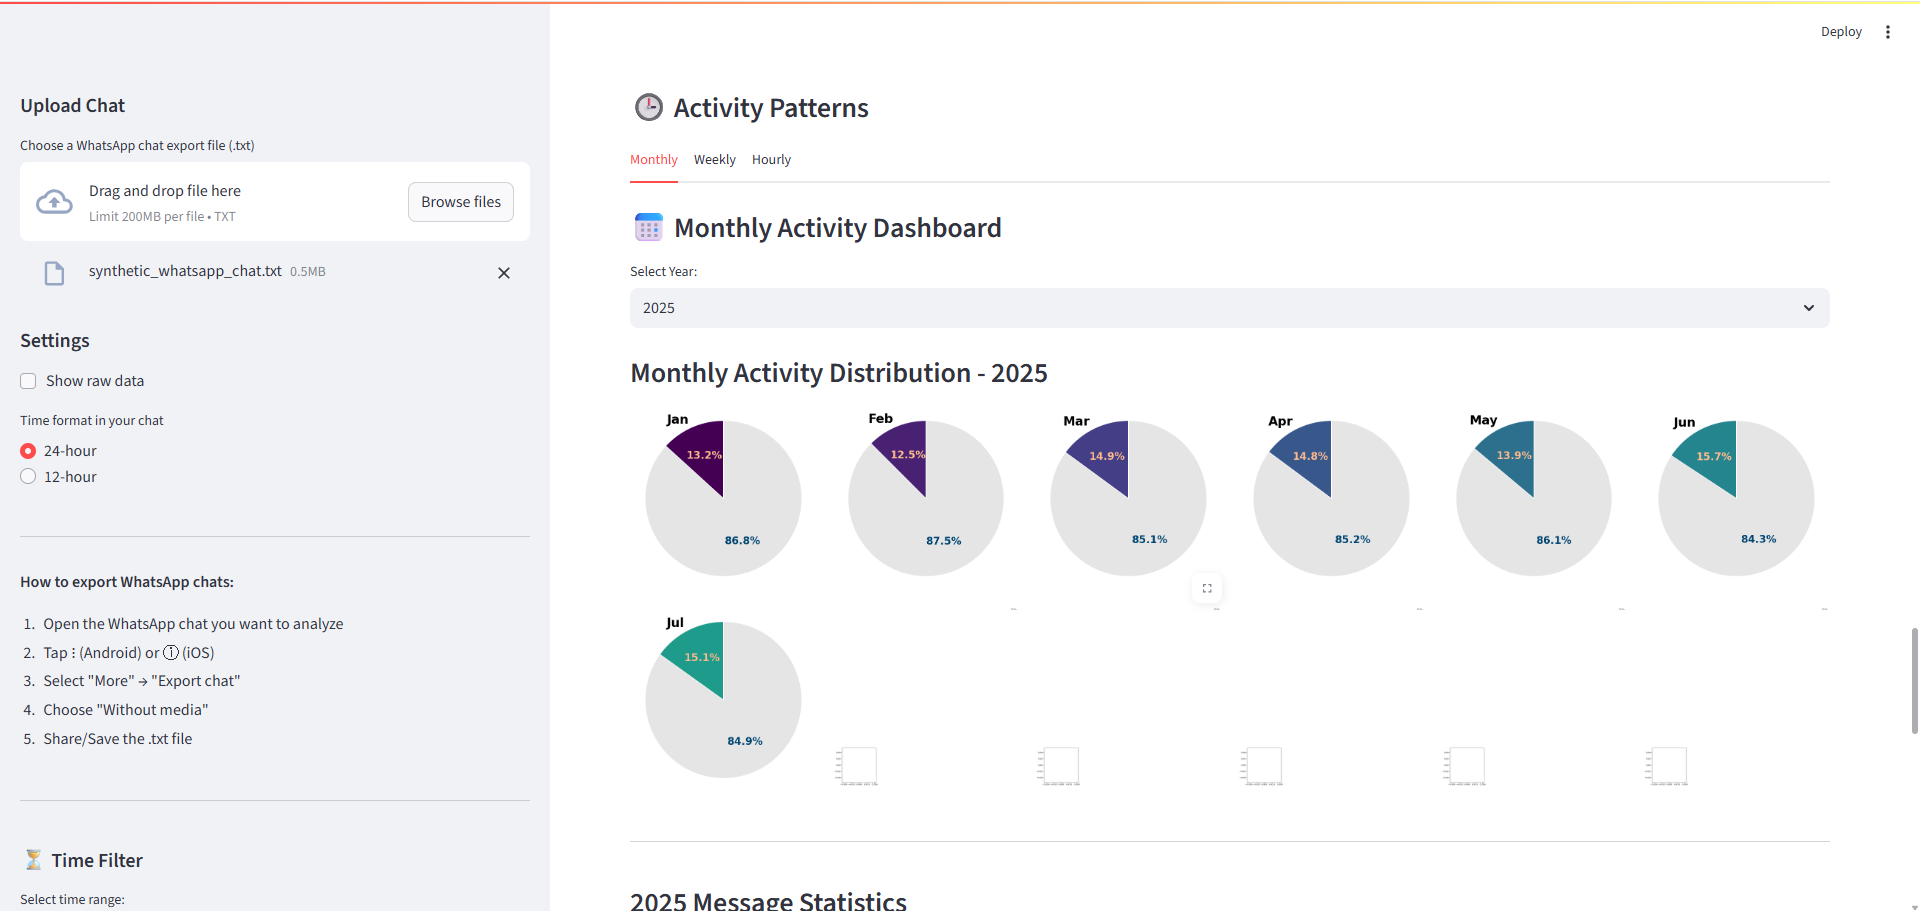 Deploy
Upload Chat
Choose a WhatsApp chat export file (.txt)
Drag and drop file here
Limit 200MB per file • TXT
Browse files
synthetic_whatsapp_chat.txt 0.5MB
Settings
Show raw data
Time format in your chat
24-hour
12-hour
How to export WhatsApp chats:
1. Open the WhatsApp chat you want to analyze
2. Tap ⋮ (Android) or ⓘ (iOS)
3. Select "More" → "Export chat"
4. Choose "Without media"
5. Share/Save the .txt file
Time Filter
Select time range:
Activity Patterns
Monthly Weekly Hourly
Monthly Activity Dashboard
Select Year:
2025
Monthly Activity Distribution - 2025
Jan Feb Mar Apr May Jun
13.2% 12.5% 14.9% 14.8% 13.9% 15.7%
86.8% 87.5% 85.1% 85.2% 86.1% 84.3%
Jul
15.1%
84.9%
2025 Message Statistics